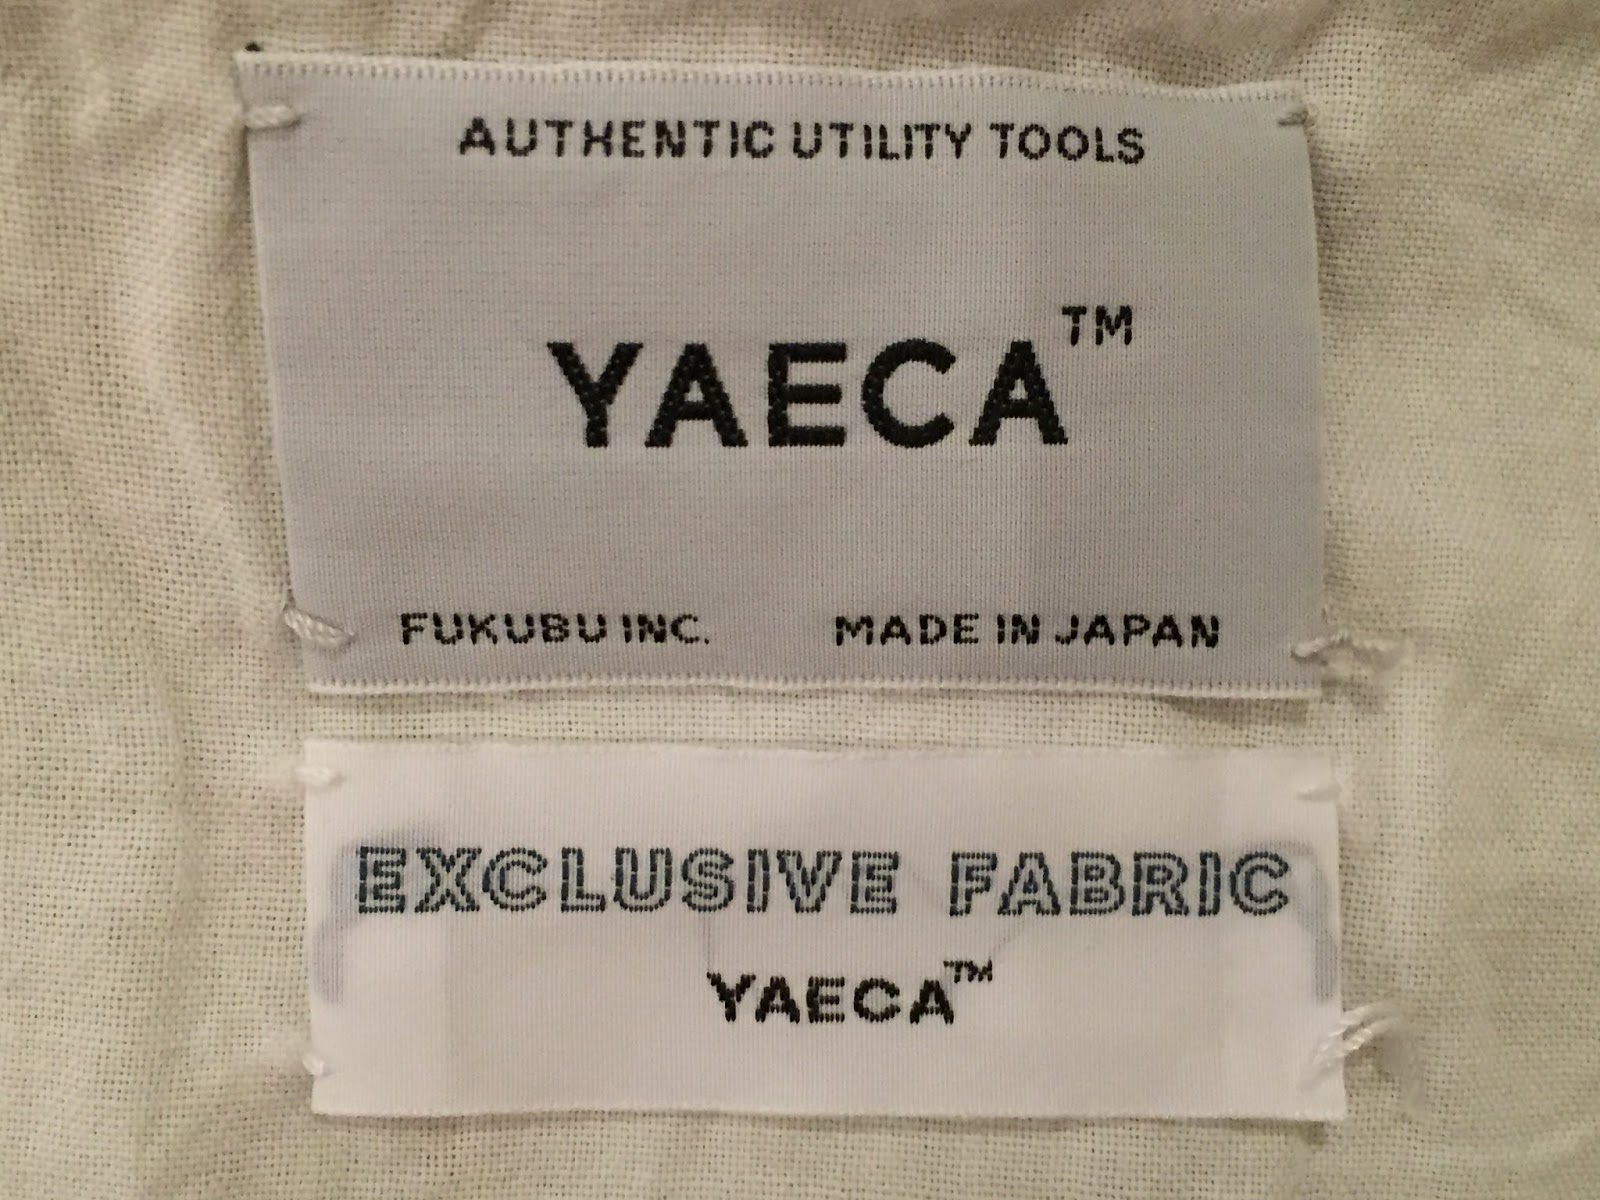 AUTHENTIC UTILITY TOOLS
YAECA™
FUKUBU INC. MADE IN JAPAN
EXCLUSIVE FABRIC
YAECA™